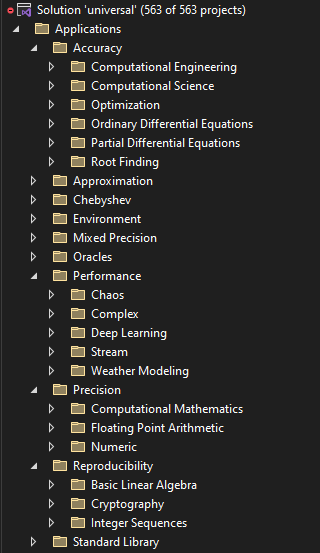 Solution 'universal' (563 of 563 projects)
Applications
Accuracy
Computational Engineering
Computational Science
Optimization
Ordinary Differential Equations
Partial Differential Equations
Root Finding
Approximation
Chebyshev
Environment
Mixed Precision
Oracles
Performance
Chaos
Complex
Deep Learning
Stream
Weather Modeling
Precision
Computational Mathematics
Floating Point Arithmetic
Numeric
Reproducibility
Basic Linear Algebra
Cryptography
Integer Sequences
Standard Library